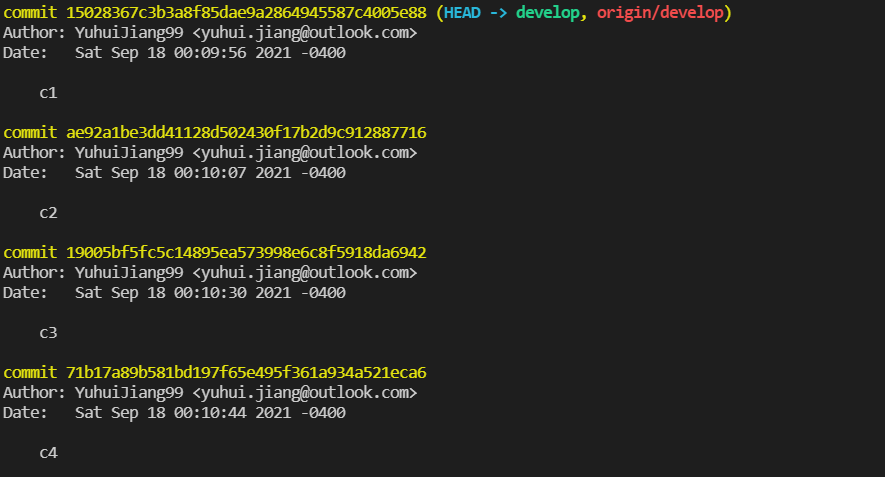 commit 15028367c3b3a8f85dae9a2864945587c4005e88 (HEAD -> develop, origin/develop)
Author: YuhuiJiang99 <yuhui.jiang@outlook.com>
Date:   Sat Sep 18 00:09:56 2021 -0400
c1
commit ae92a1be3dd41128d502430f17b2d9c912887716
Author: YuhuiJiang99 <yuhui.jiang@outlook.com>
Date:   Sat Sep 18 00:10:07 2021 -0400
c2
commit 19005bf5fc5c14895ea573998e6c8f5918da6942
Author: YuhuiJiang99 <yuhui.jiang@outlook.com>
Date:   Sat Sep 18 00:10:30 2021 -0400
c3
commit 71b17a89b581bd197f65e495f361a934a521eca6
Author: YuhuiJiang99 <yuhui.jiang@outlook.com>
Date:   Sat Sep 18 00:10:44 2021 -0400
c4